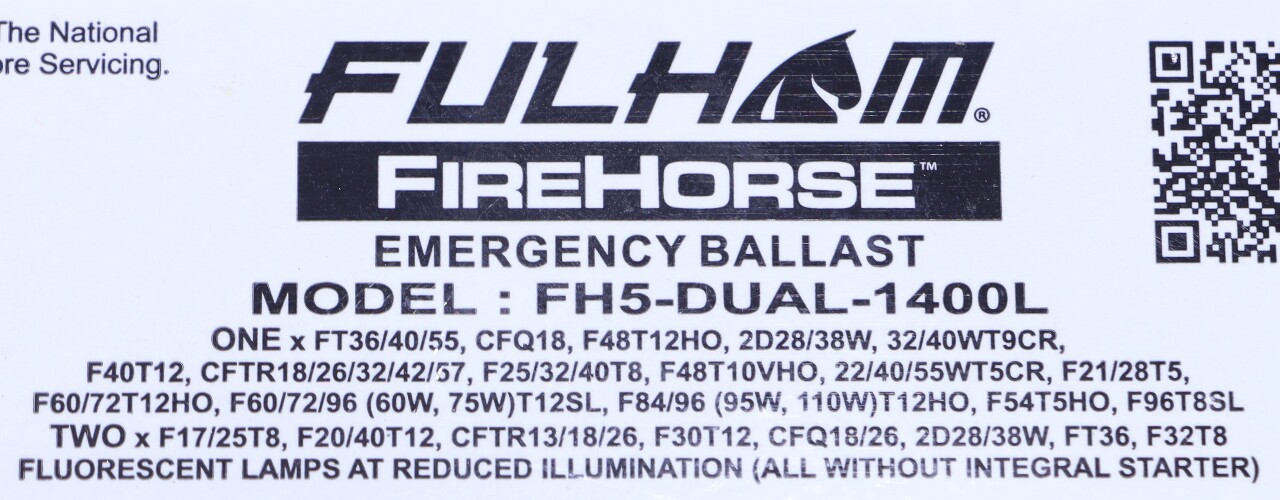 The National
ore Servicing.
FULHAM®
FIREHORSE™
EMERGENCY BALLAST
MODEL : FH5-DUAL-1400L
ONE x FT36/40/55, CFQ18, F48T12HO, 2D28/38W, 32/40WT9CR,
F40T12, CFTR18/26/32/42/57, F25/32/40T8, F48T10VHO, 22/40/55WT5CR, F21/28T5,
F60/72T12HO, F60/72/96 (60W, 75W)T12SL, F84/96 (95W, 110W)T12HO, F54T5HO, F96T8SL
TWO x F17/25T8, F20/40T12, CFTR13/18/26, F30T12, CFQ18/26, 2D28/38W, FT36, F32T8
FLUORESCENT LAMPS AT REDUCED ILLUMINATION (ALL WITHOUT INTEGRAL STARTER)